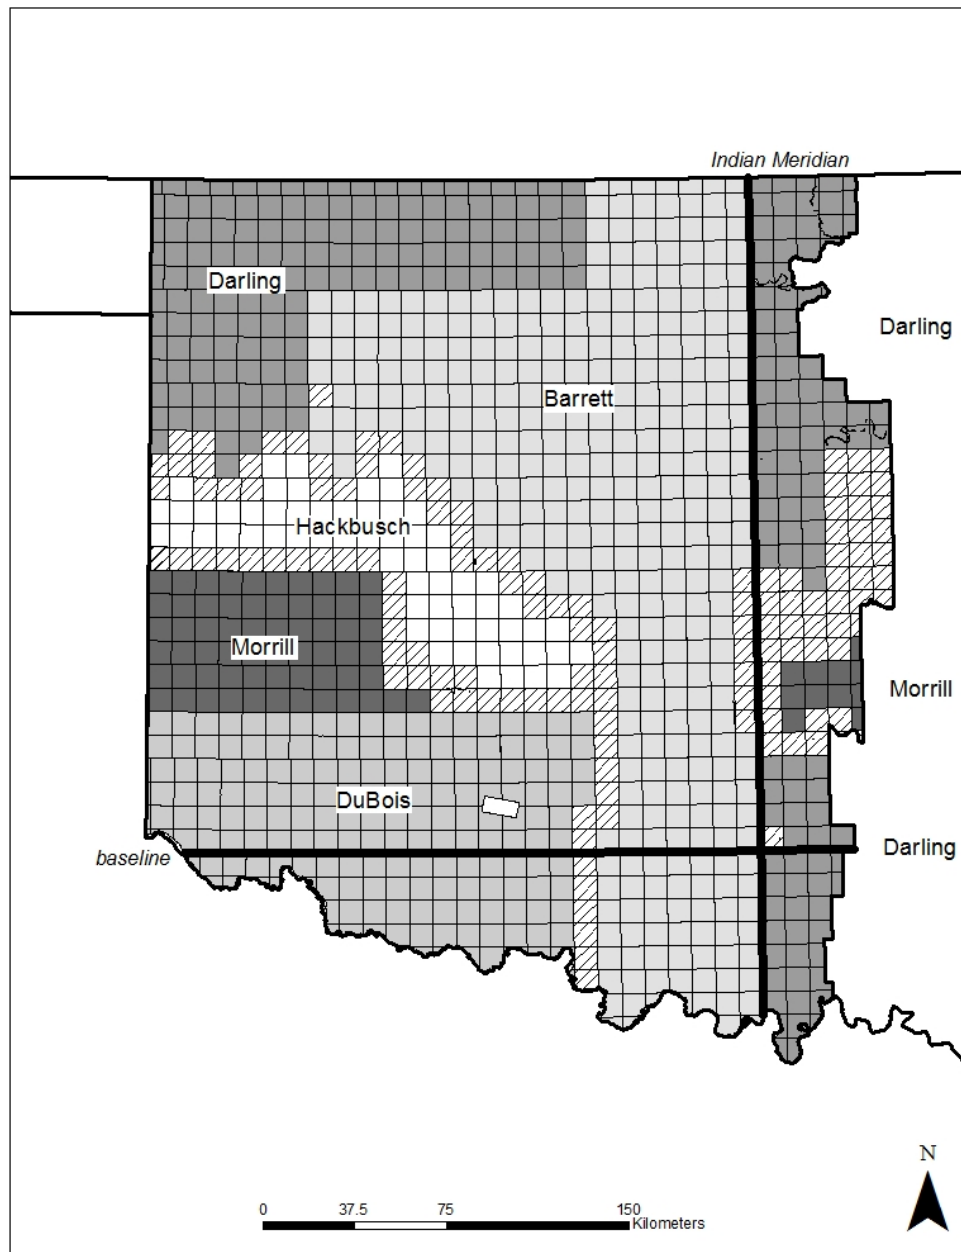 Indian Meridian
Darling
Darling
Barrett
Hackbusch
Morrill
Morrill
DuBois
Darling
baseline
N
0 37.5 75 150
Kilometers